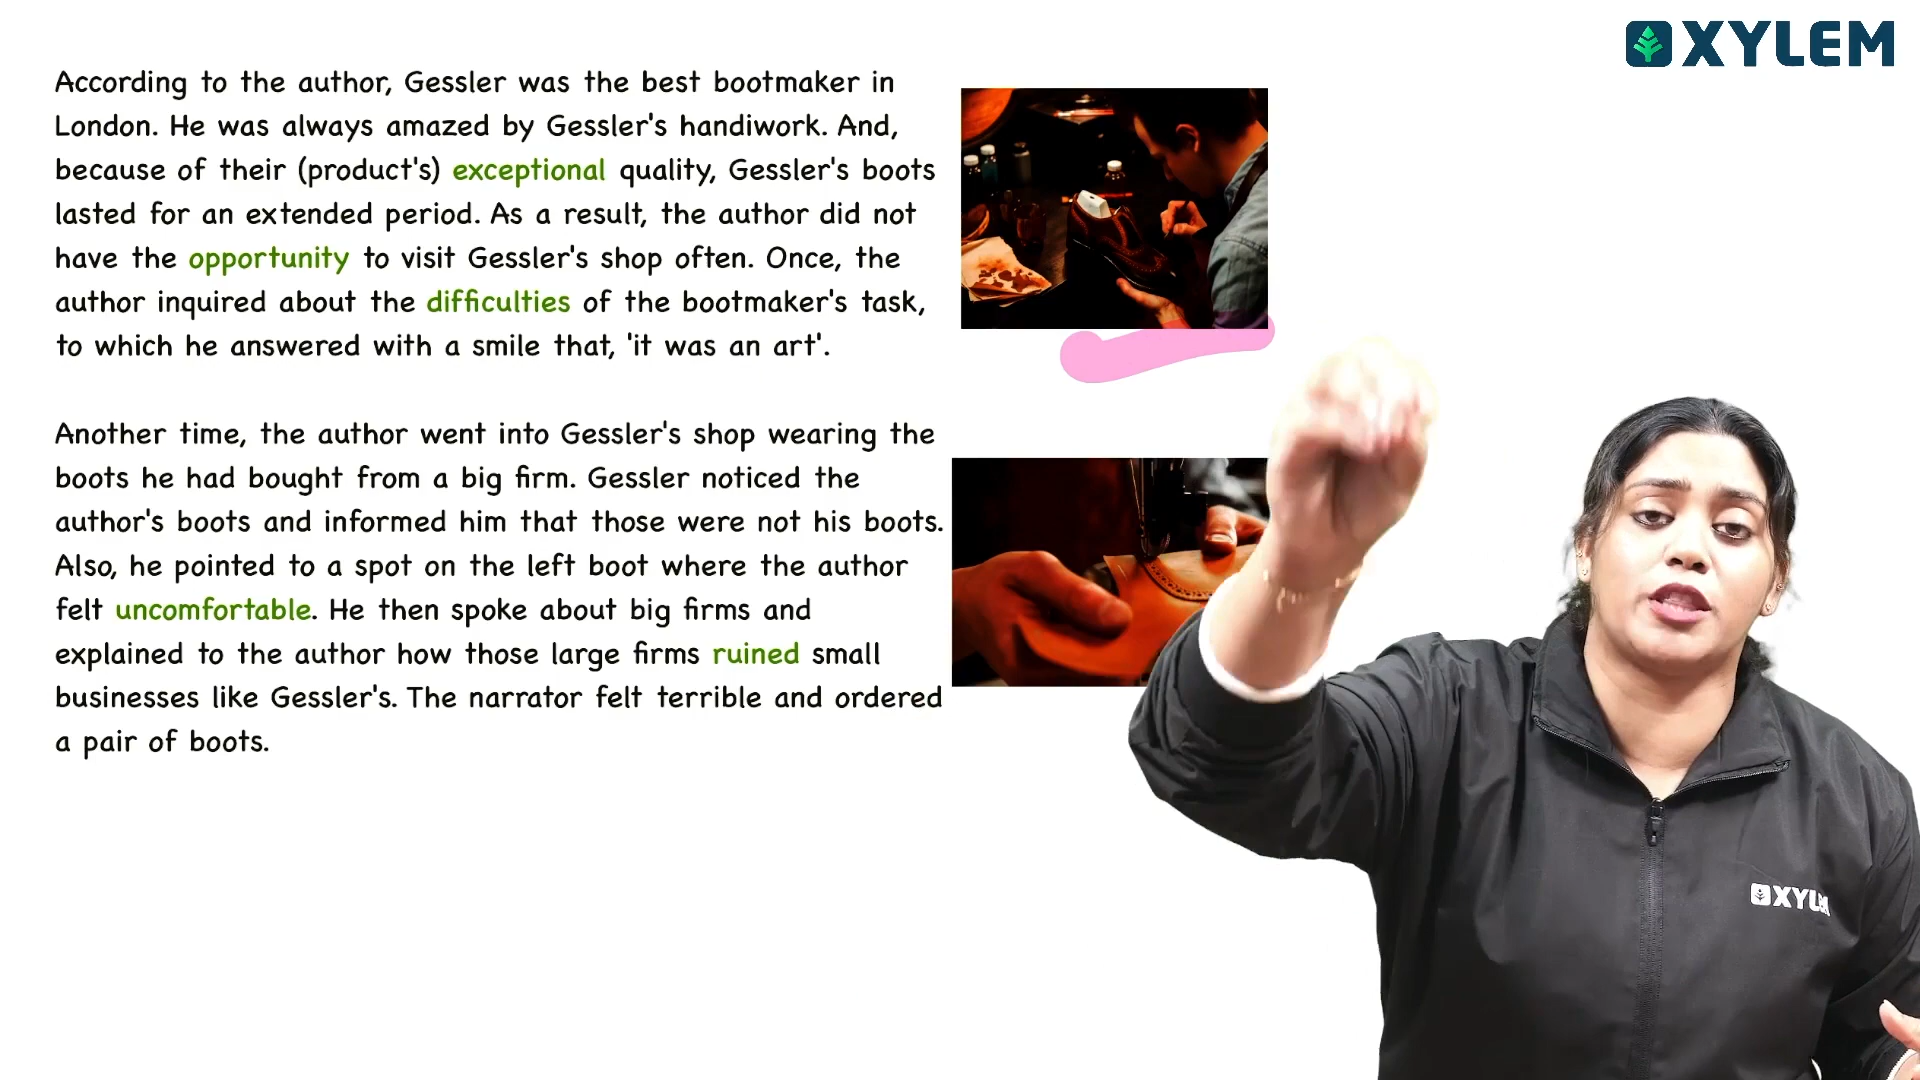 XYLEM
According to the author, Gessler was the best bootmaker in
London. He was always amazed by Gessler's handiwork. And,
because of their (product's) exceptional quality, Gessler's boots
lasted for an extended period. As a result, the author did not
have the opportunity to visit Gessler's shop often. Once, the
author inquired about the difficulties of the bootmaker's task,
to which he answered with a smile that, 'it was an art'.
Another time, the author went into Gessler's shop wearing the
boots he had bought from a big firm. Gessler noticed the
author's boots and informed him that those were not his boots.
Also, he pointed to a spot on the left boot where the author
felt uncomfortable. He then spoke about big firms and
explained to the author how those large firms ruined small
businesses like Gessler's. The narrator felt terrible and ordered
a pair of boots.
XYLEM